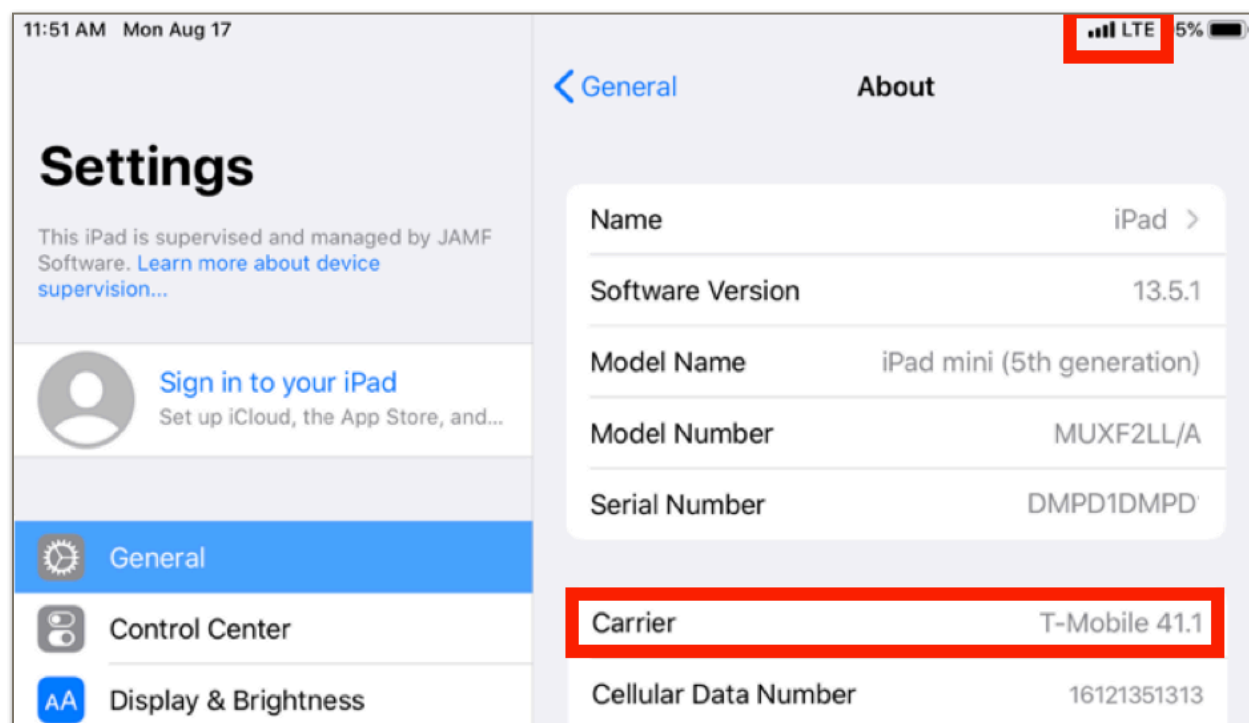 11:51 AM Mon Aug 17
LTE 5%
Settings
This iPad is supervised and managed by JAMF
Software. Learn more about device
supervision...
Sign in to your iPad
Set up iCloud, the App Store, and...
General
Control Center
AA Display & Brightness
General About
Name iPad
Software Version 13.5.1
Model Name iPad mini (5th generation)
Model Number MUXF2LL/A
Serial Number DMPD1DMPD
Carrier T-Mobile 41.1
Cellular Data Number 16121351313